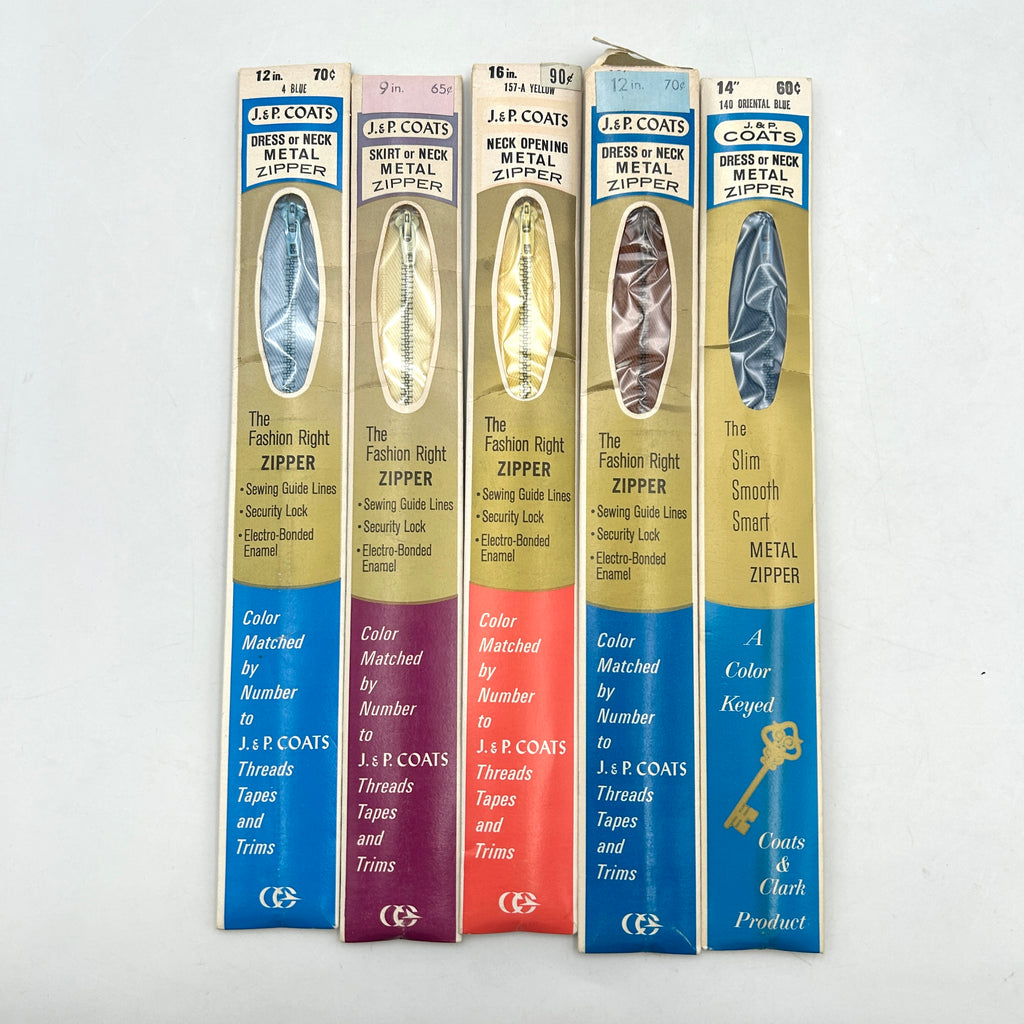 12 in. 70¢
4 BLUE
J. & P. COATS
DRESS or NECK
METAL
ZIPPER
The
Fashion Right
ZIPPER
• Sewing Guide Lines
• Security Lock
• Electro-Bonded
Enamel
Color
Matched
by
Number
to
J. & P. COATS
Threads
Tapes
and
Trims
9 in. 65¢
J. & P. COATS
SKIRT or NECK
METAL
ZIPPER
The
Fashion Right
ZIPPER
• Sewing Guide Lines
• Security Lock
• Electro-Bonded
Enamel
Color
Matched
by
Number
to
J. & P. COATS
Threads
Tapes
and
Trims
16 in. 90¢
157-A YELLOW
J. & P. COATS
NECK OPENING
METAL
ZIPPER
The
Fashion Right
ZIPPER
• Sewing Guide Lines
• Security Lock
• Electro-Bonded
Enamel
Color
Matched
by
Number
to
J. & P. COATS
Threads
Tapes
and
Trims
12 in. 70¢
J. & P. COATS
DRESS or NECK
METAL
ZIPPER
The
Fashion Right
ZIPPER
• Sewing Guide Lines
• Security Lock
• Electro-Bonded
Enamel
Color
Matched
by
Number
to
J. & P. COATS
Threads
Tapes
and
Trims
14" 60¢
140 ORIENTAL BLUE
J. & P.
COATS
DRESS or NECK
METAL
ZIPPER
The
Slim
Smooth
Smart
METAL
ZIPPER
A
Color
Keyed
Coats
&
Clark
Product